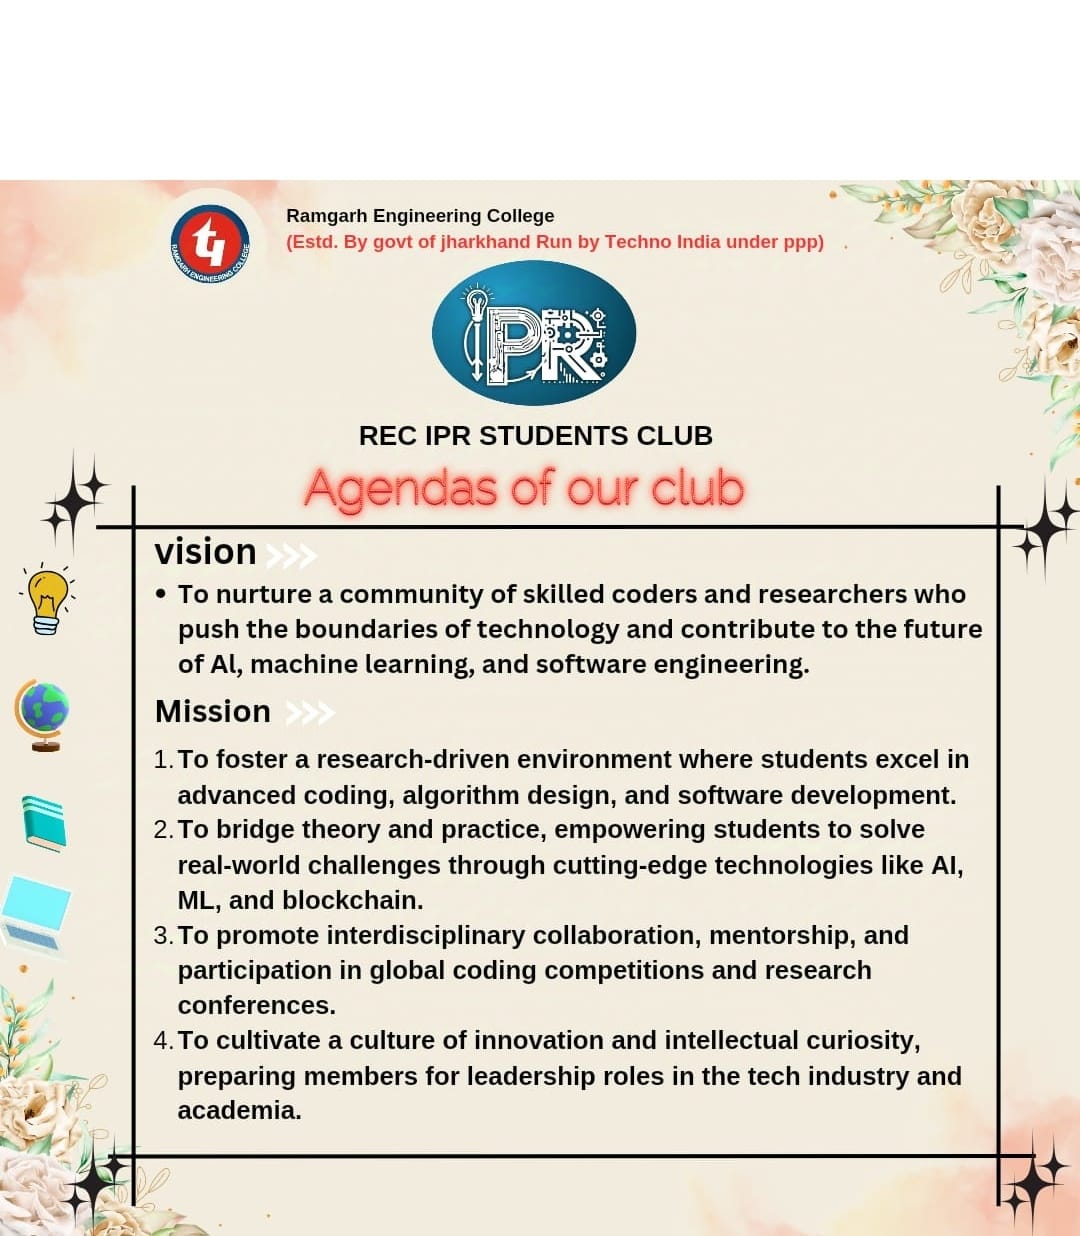 Ramgarh Engineering College
(Estd. By govt of jharkhand Run by Techno India under ppp)
RAMGARH ENGINEERING COLLEGE
IPR
REC IPR STUDENTS CLUB
Agendas of our club
vision
• To nurture a community of skilled coders and researchers who
push the boundaries of technology and contribute to the future
of Al, machine learning, and software engineering.
Mission
1. To foster a research-driven environment where students excel in
advanced coding, algorithm design, and software development.
2. To bridge theory and practice, empowering students to solve
real-world challenges through cutting-edge technologies like AI,
ML, and blockchain.
3. To promote interdisciplinary collaboration, mentorship, and
participation in global coding competitions and research
conferences.
4. To cultivate a culture of innovation and intellectual curiosity,
preparing members for leadership roles in the tech industry and
academia.